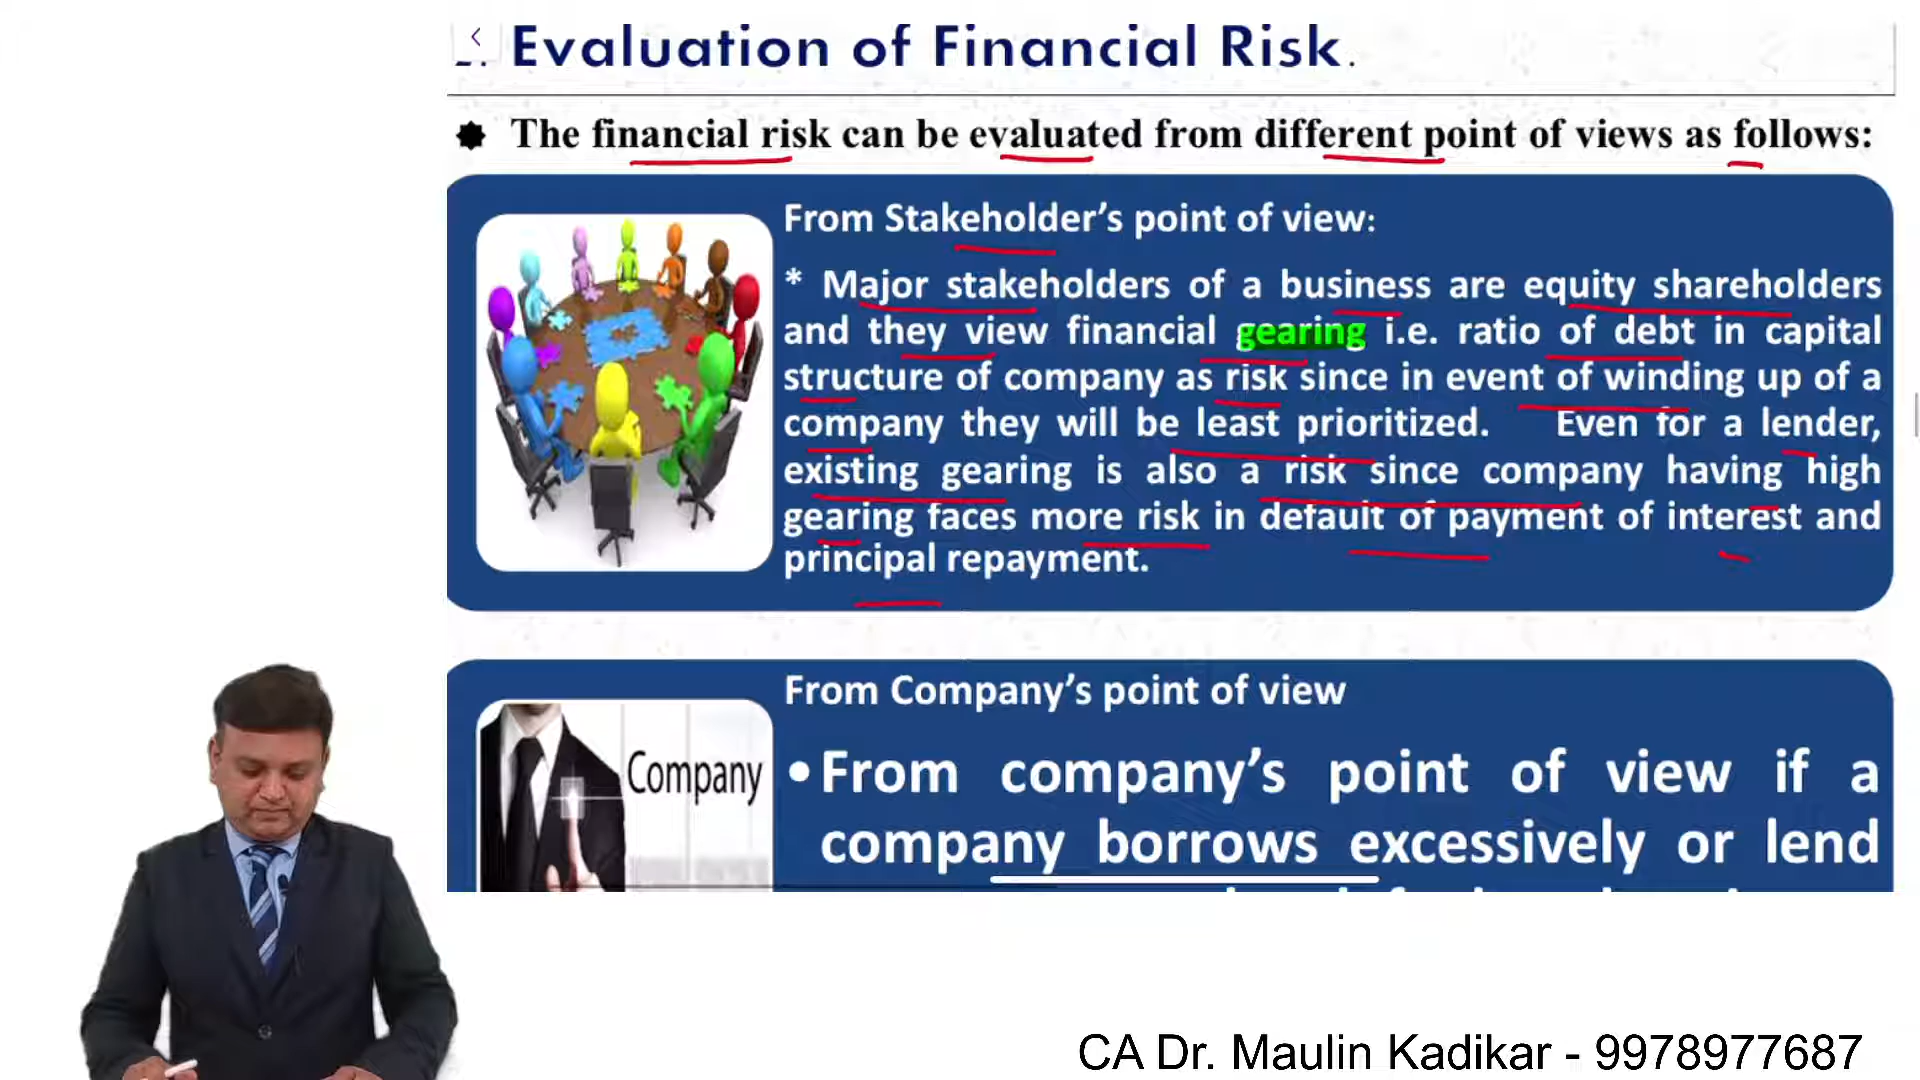 Evaluation of Financial Risk.
The financial risk can be evaluated from different point of views as follows:
From Stakeholder's point of view:
* Major stakeholders of a business are equity shareholders
and they view financial gearing i.e. ratio of debt in capital
structure of company as risk since in event of winding up of a
company they will be least prioritized. Even for a lender,
existing gearing is also a risk since company having high
gearing faces more risk in default of payment of interest and
principal repayment.
From Company's point of view
Company
•From company's point of view if a
company borrows excessively or lend
CA Dr. Maulin Kadikar - 9978977687